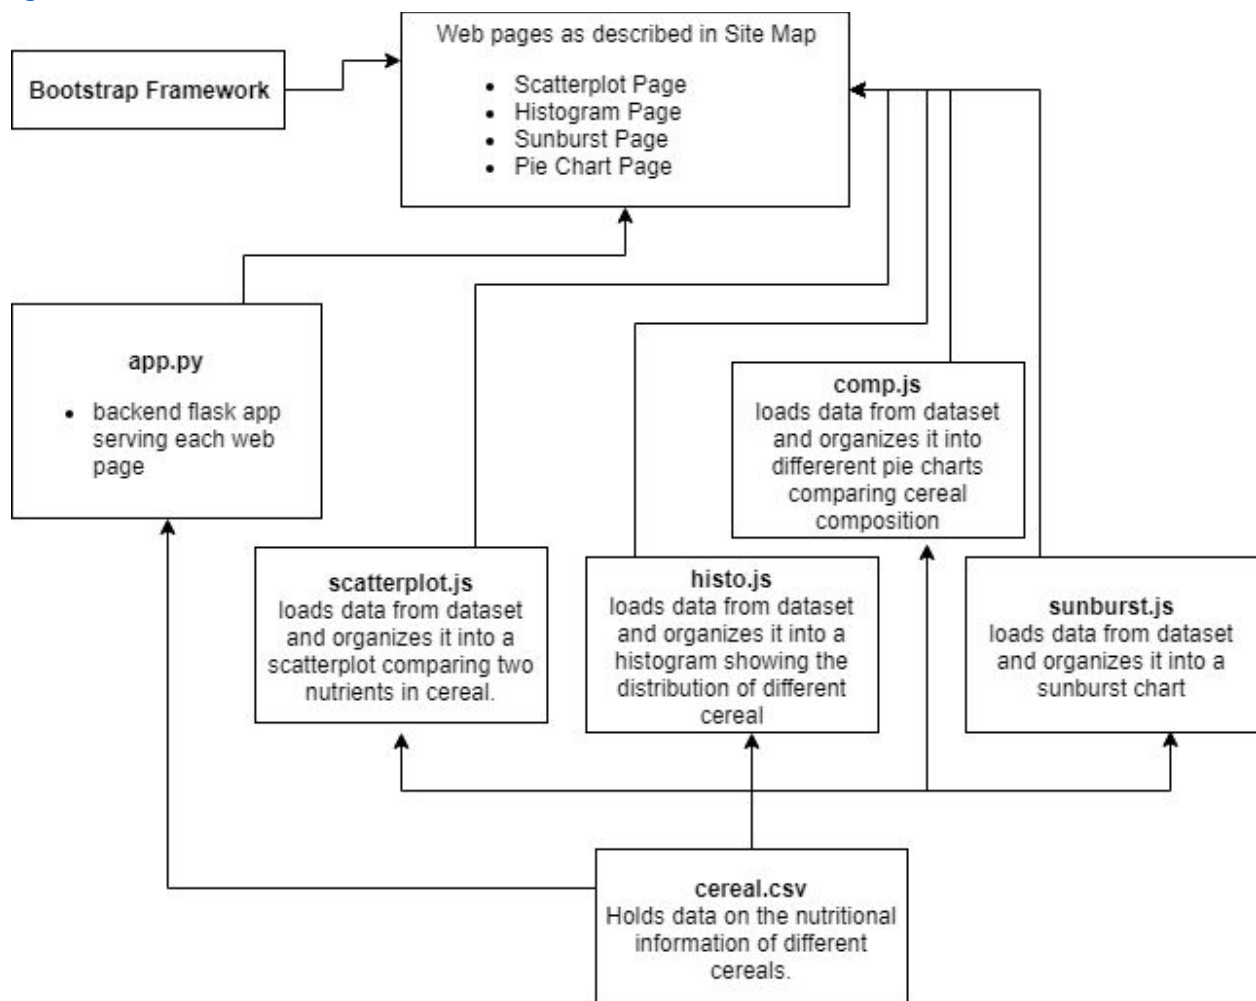 Web pages as described in Site Map
Bootstrap Framework
• Scatterplot Page
• Histogram Page
• Sunburst Page
• Pie Chart Page
app.py
• backend flask app
serving each web
page
comp.js
loads data from dataset
and organizes it into
differerent pie charts
comparing cereal
composition
scatterplot.js
loads data from dataset
and organizes it into a
scatterplot comparing two
nutrients in cereal.
histo.js
loads data from dataset
and organizes it into a
histogram showing the
distribution of different
cereal
sunburst.js
loads data from dataset
and organizes it into a
sunburst chart
cereal.csv
Holds data on the nutritional
information of different
cereals.